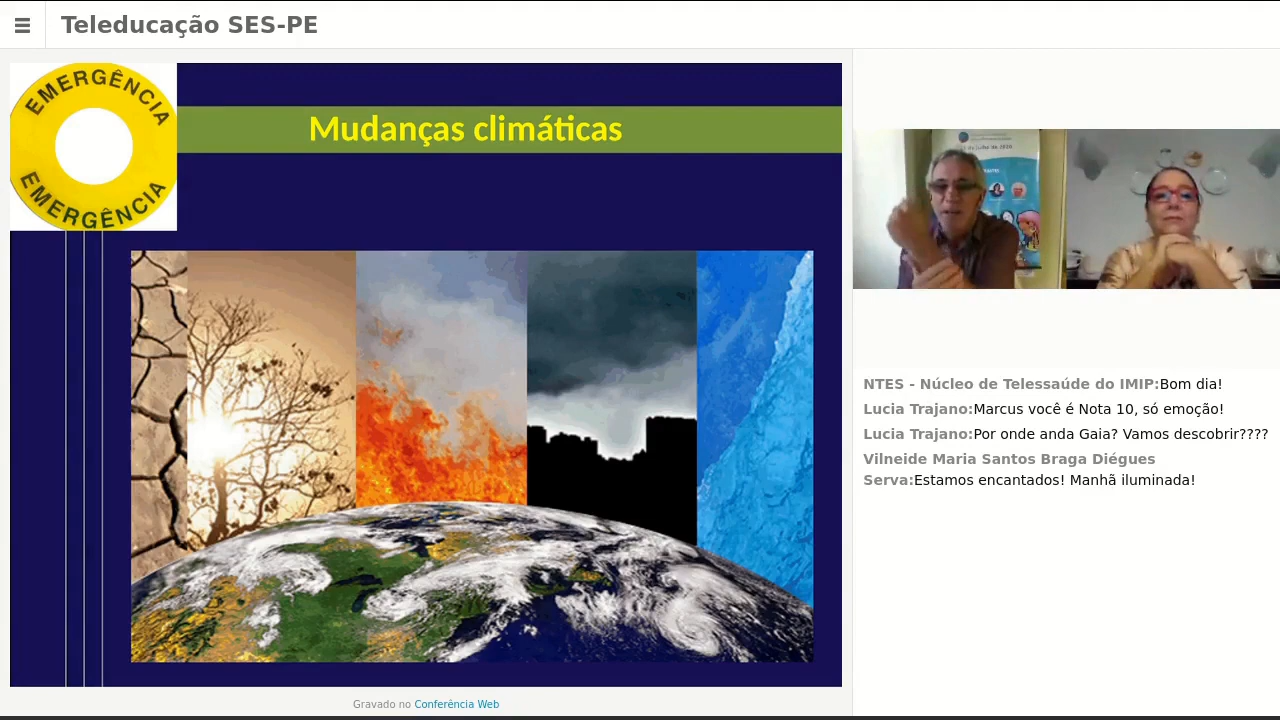 Teleducação SES-PE
EMERGÊNCIA
EMERGÊNCIA
Mudanças climáticas
NTES - Núcleo de Telessaúde do IMIP:Bom dia!
Lucia Trajano:Marcus você é Nota 10, só emoção!
Lucia Trajano:Por onde anda Gaia? Vamos descobrir????
Vilneide Maria Santos Braga Diégues
Serva:Estamos encantados! Manhã iluminada!
Gravado no Conferência Web